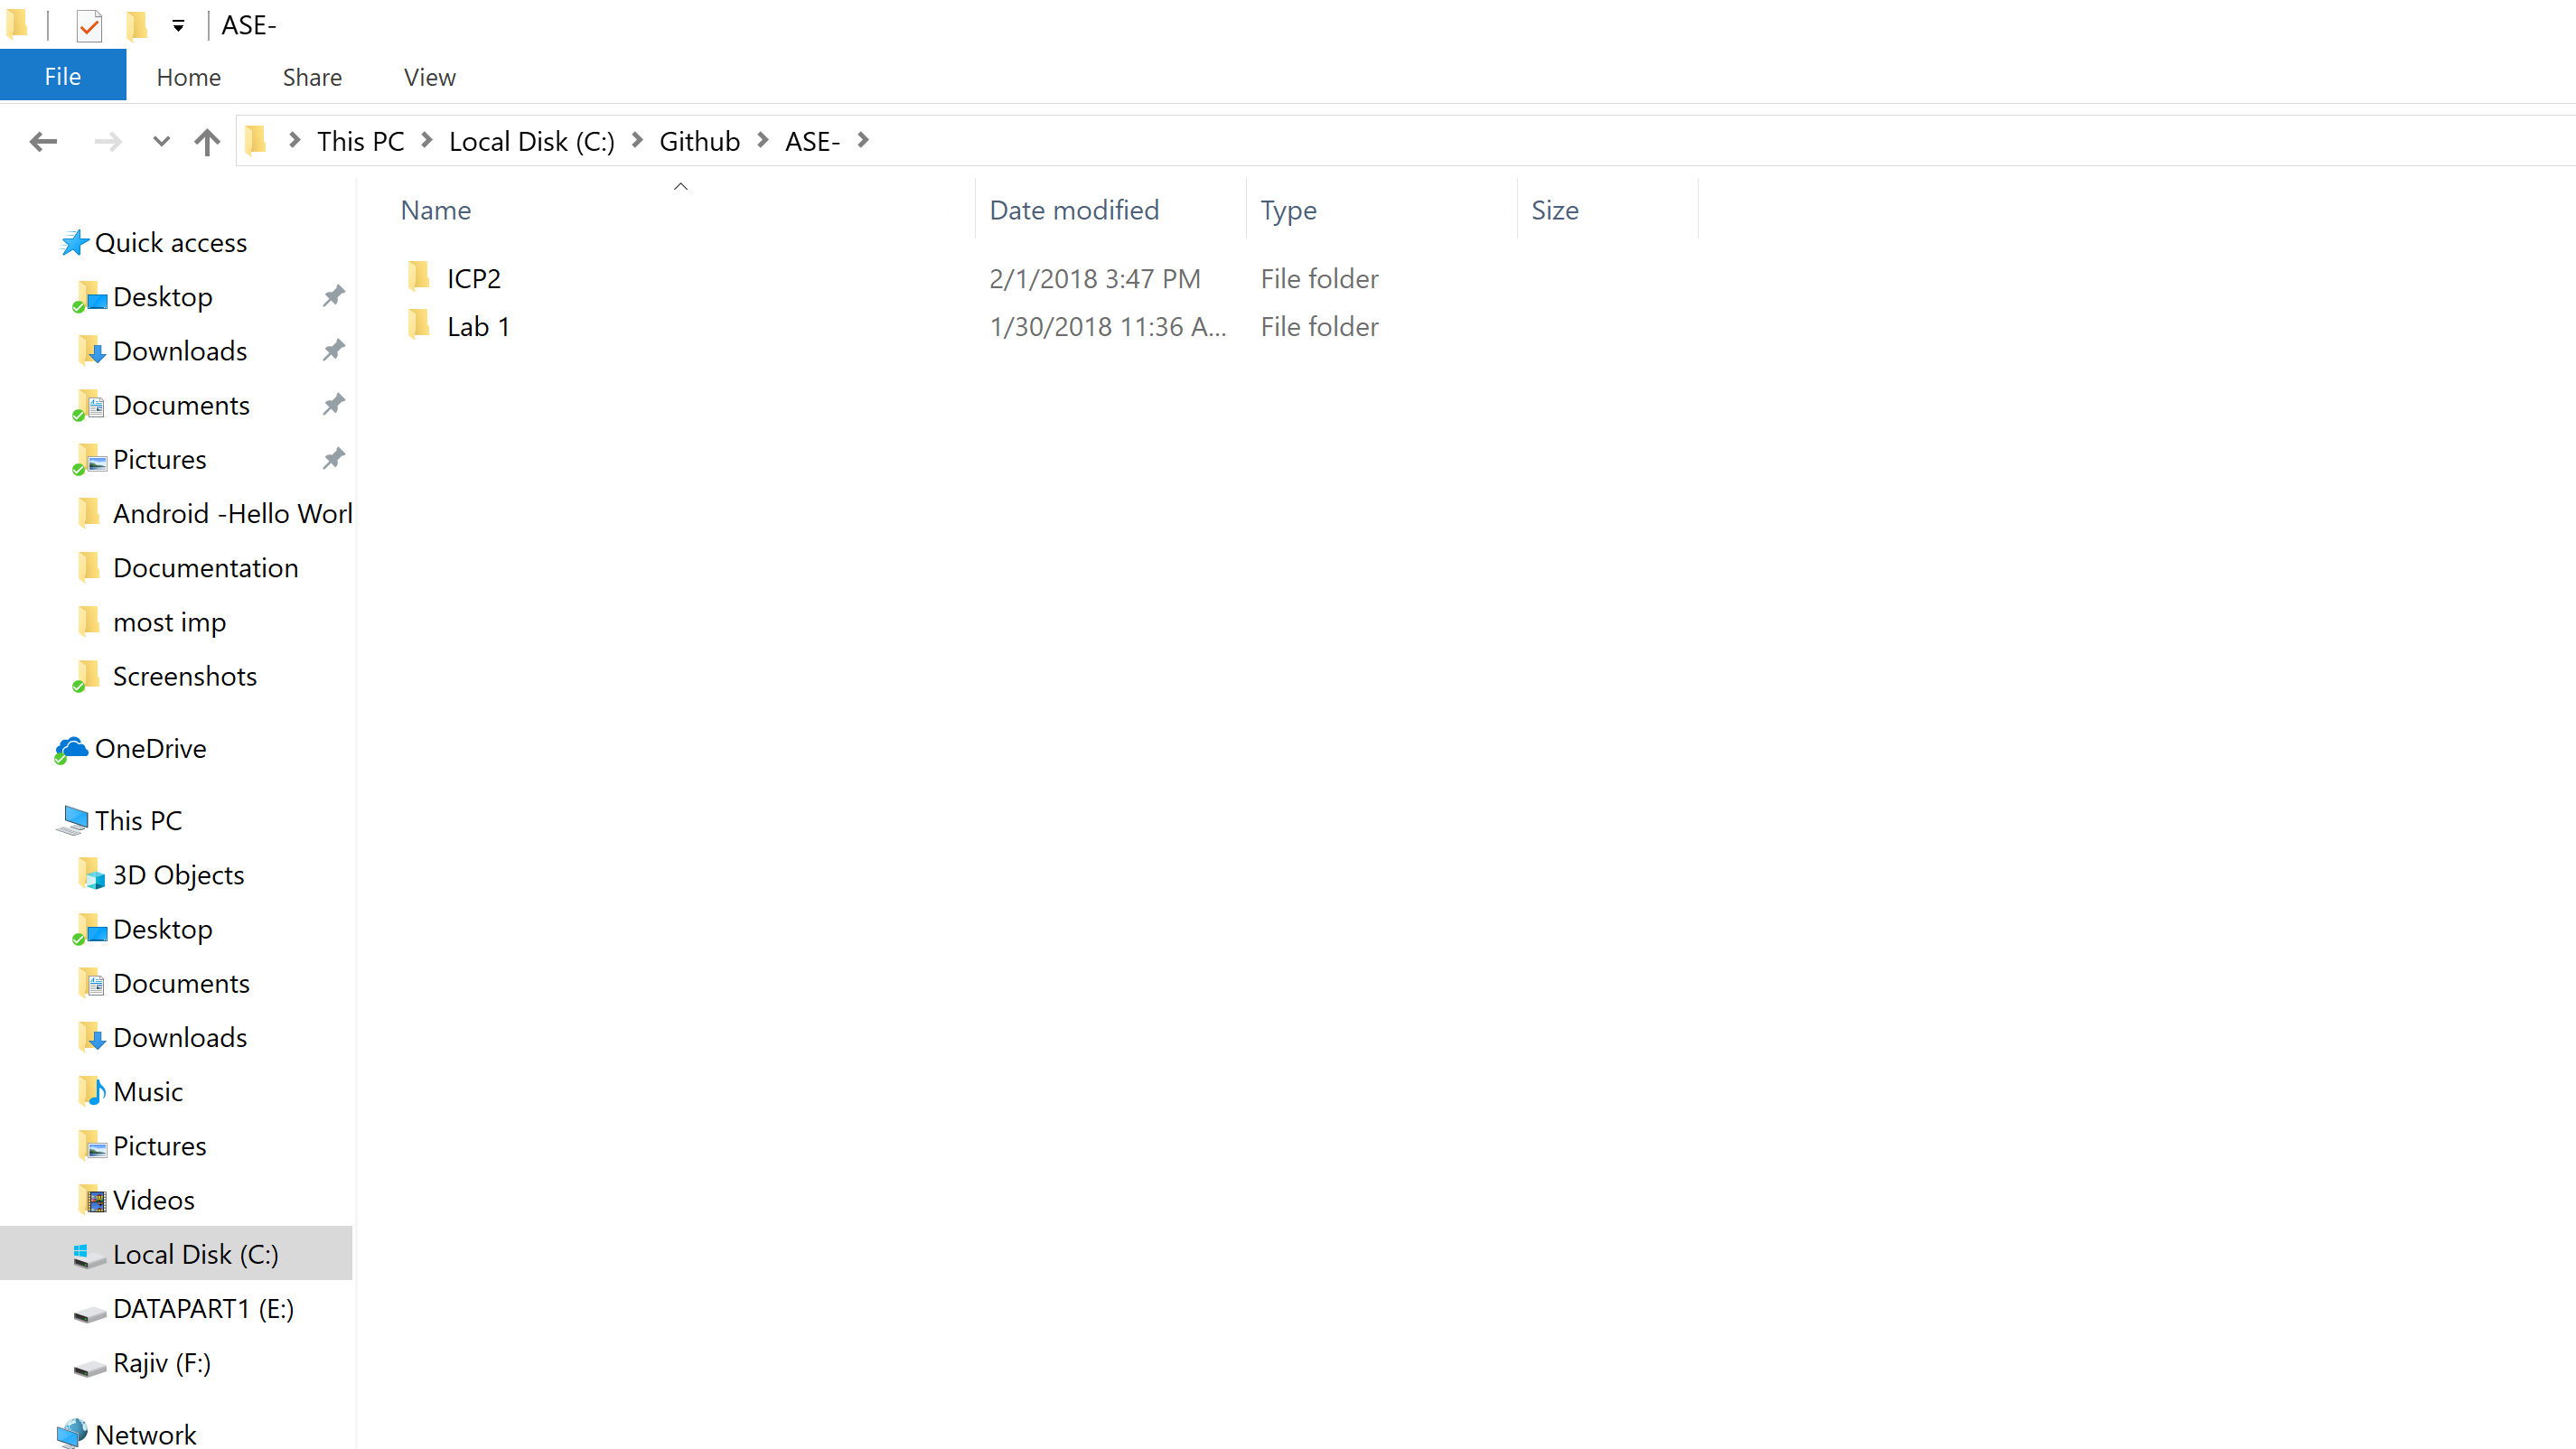 ASE-
File Home Share View
This PC Local Disk (C:) Github ASE-
Name Date modified Type Size
ICP2 2/1/2018 3:47 PM File folder
Lab 1 1/30/2018 11:36 A... File folder
Quick access
Desktop
Downloads
Documents
Pictures
Android -Hello Worl
Documentation
most imp
Screenshots
OneDrive
This PC
3D Objects
Desktop
Documents
Downloads
Music
Pictures
Videos
Local Disk (C:)
DATAPART1 (E:)
Rajiv (F:)
Network